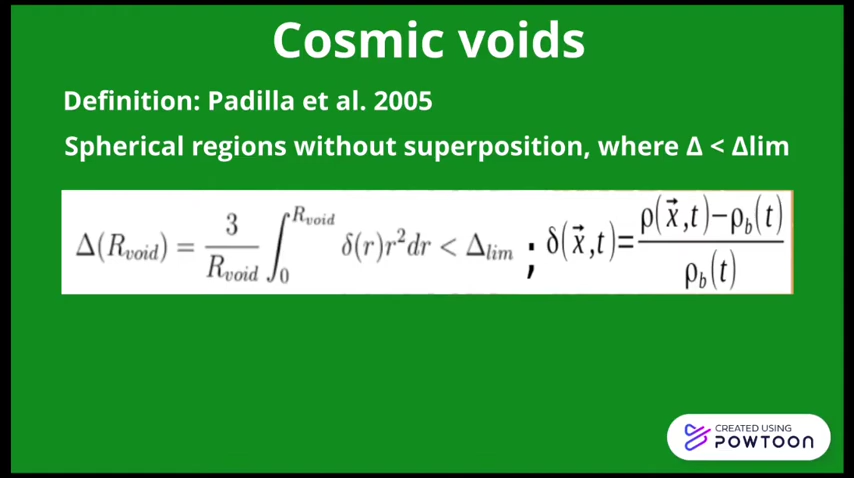 Cosmic voids
Definition: Padilla et al. 2005
Spherical regions without superposition, where Δ < Δlim
Δ(R_void) = 3/R_void ∫_0^{R_void} δ(r)r²dr < Δ_lim ; δ(x⃗,t)=(ρ(x⃗,t)−ρ_b(t))/ρ_b(t)
CREATED USING
POWTOON